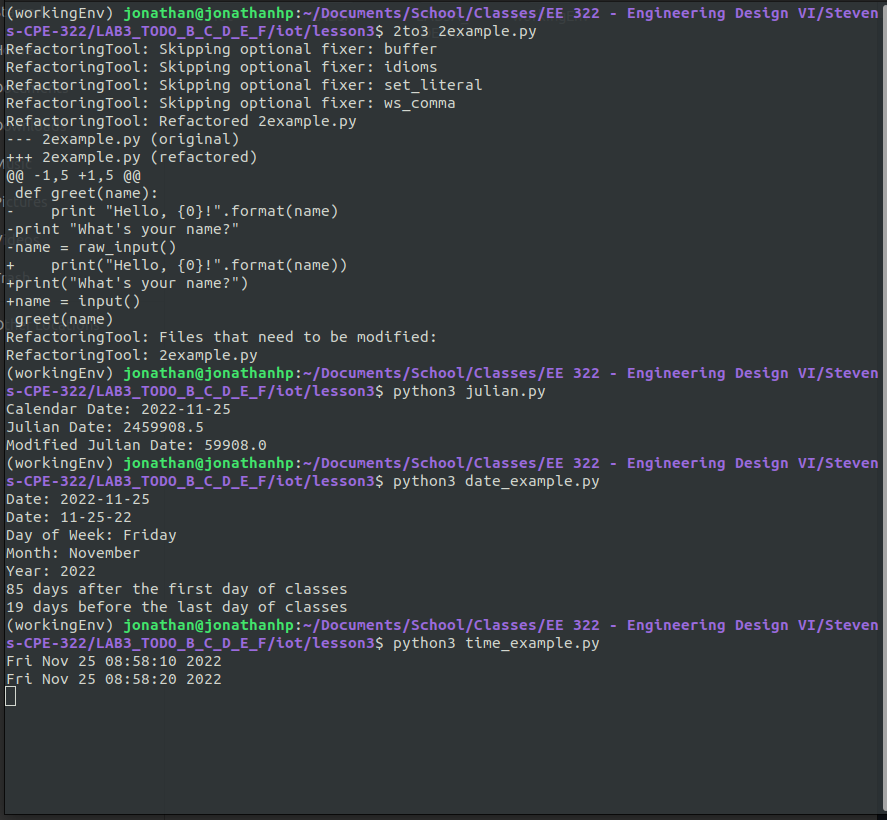 (workingEnv) jonathan@jonathanhp:~/Documents/School/Classes/EE 322 - Engineering Design VI/Steven
s-CPE-322/LAB3_TODO_B_C_D_E_F/iot/lesson3$ 2to3 2example.py
RefactoringTool: Skipping optional fixer: buffer
RefactoringTool: Skipping optional fixer: idioms
RefactoringTool: Skipping optional fixer: set_literal
RefactoringTool: Skipping optional fixer: ws_comma
RefactoringTool: Refactored 2example.py
--- 2example.py (original)
+++ 2example.py (refactored)
@@ -1,5 +1,5 @@
 def greet(name):
-    print "Hello, {0}!".format(name)
-print "What's your name?"
-name = raw_input()
+    print("Hello, {0}!".format(name))
+print("What's your name?")
+name = input()
 greet(name)
RefactoringTool: Files that need to be modified:
RefactoringTool: 2example.py
(workingEnv) jonathan@jonathanhp:~/Documents/School/Classes/EE 322 - Engineering Design VI/Steven
s-CPE-322/LAB3_TODO_B_C_D_E_F/iot/lesson3$ python3 julian.py
Calendar Date: 2022-11-25
Julian Date: 2459908.5
Modified Julian Date: 59908.0
(workingEnv) jonathan@jonathanhp:~/Documents/School/Classes/EE 322 - Engineering Design VI/Steven
s-CPE-322/LAB3_TODO_B_C_D_E_F/iot/lesson3$ python3 date_example.py
Date: 2022-11-25
Date: 11-25-22
Day of Week: Friday
Month: November
Year: 2022
85 days after the first day of classes
19 days before the last day of classes
(workingEnv) jonathan@jonathanhp:~/Documents/School/Classes/EE 322 - Engineering Design VI/Steven
s-CPE-322/LAB3_TODO_B_C_D_E_F/iot/lesson3$ python3 time_example.py
Fri Nov 25 08:58:10 2022
Fri Nov 25 08:58:20 2022